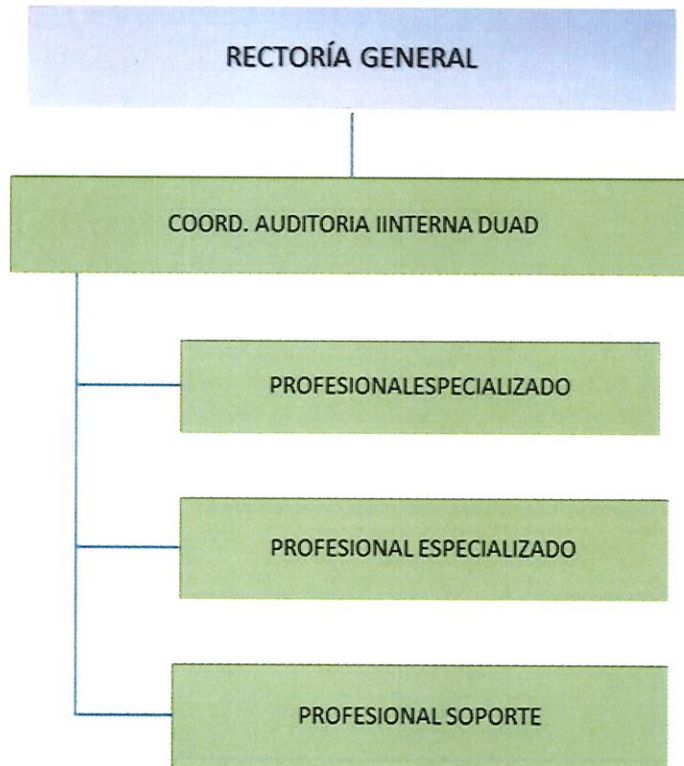 RECTORÍA GENERAL
COORD. AUDITORIA IINTERNA DUAD
PROFESIONALESPECIALIZADO
PROFESIONAL ESPECIALIZADO
PROFESIONAL SOPORTE